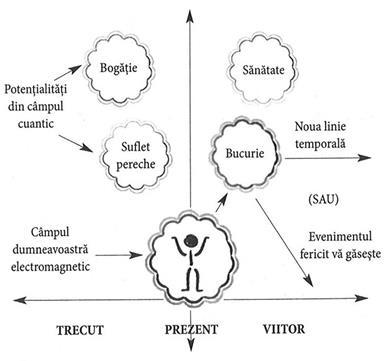 Bogăție
Sănătate
Potențialități
din câmpul
cuantic
Suflet
pereche
Bucurie
Noua linie
temporală
(SAU)
Câmpul
dumneavoastră
electromagnetic
Evenimentul
fericit vă găsește
TRECUT
PREZENT
VIITOR